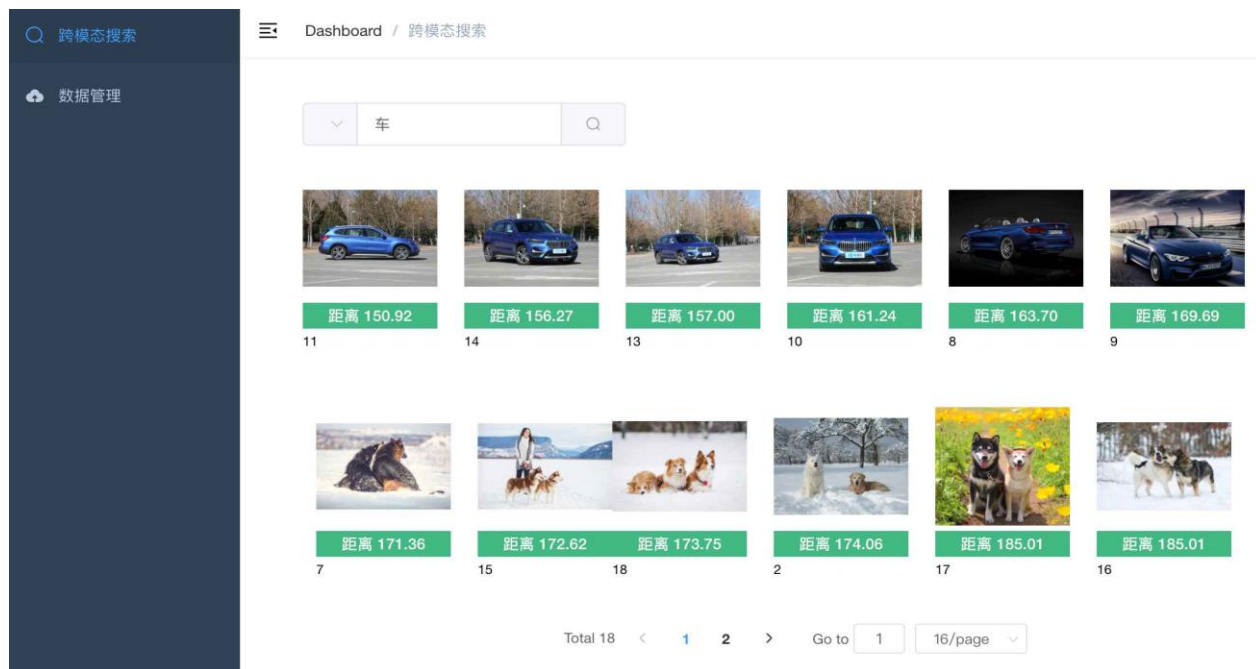 跨模态搜索
数据管理
Dashboard / 跨模态搜索
车
距离 150.92 距离 156.27 距离 157.00 距离 161.24 距离 163.70 距离 169.69
11 14 13 10 8 9
距离 171.36 距离 172.62 距离 173.75 距离 174.06 距离 185.01 距离 185.01
7 15 18 2 17 16
Total 18 < 1 2 > Go to 1 16/page